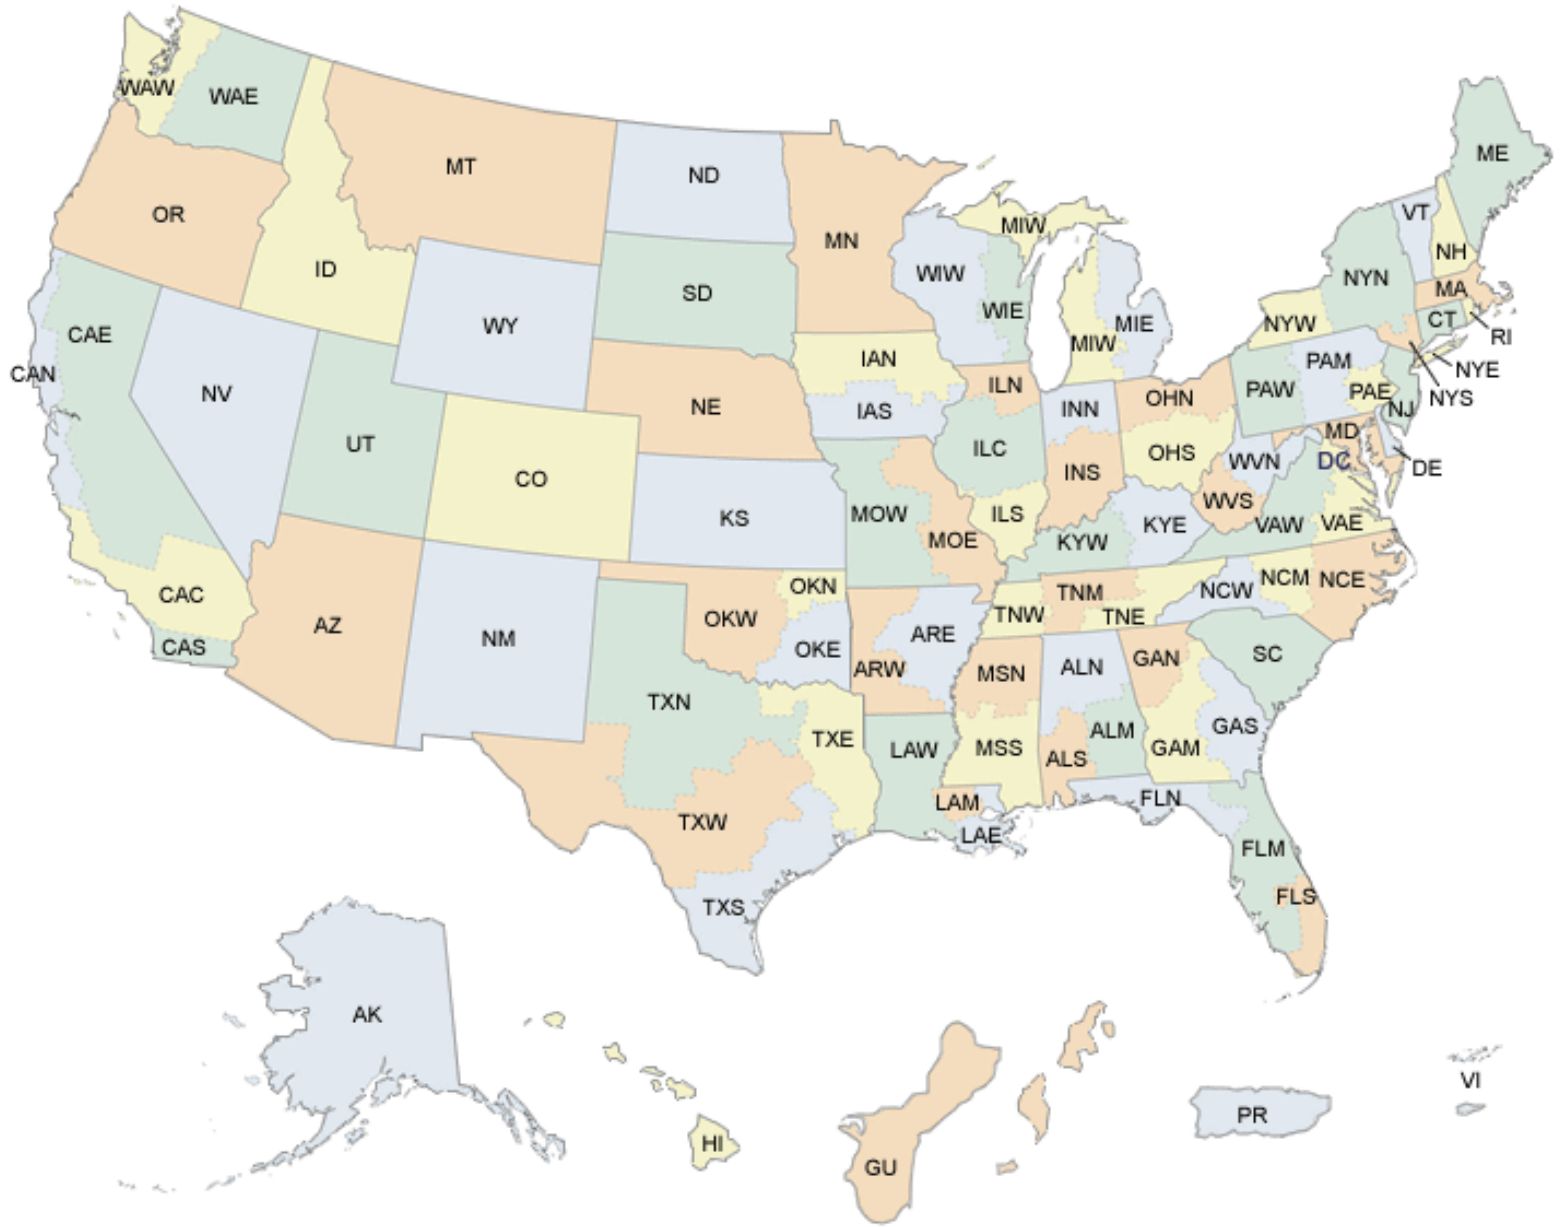 WAW
WAE
MT
ND
OR
ID
MN
SD
WY
MIW
WIW
WIE
MIW
MIE
ME
VT
NH
NYN
MA
CT
RI
NYW
NYE
NYS
CAE
CAN
NV
UT
CO
NE
IAN
IAS
ILN
INN
OHN
PAW
PAM
PAE
NJ
MD
DC
DE
KS
MOW
MOE
ILC
ILS
INS
OHS
WVN
WVS
VAW
VAE
KYW
KYE
CAC
CAS
AZ
NM
OKN
OKW
OKE
ARE
ARW
TNW
TNM
TNE
NCW
NCM
NCE
SC
TXN
TXE
TXW
TXS
LAW
LAM
LAE
MSN
MSS
ALN
ALM
ALS
GAN
GAM
GAS
FLN
FLM
FLS
AK
HI
GU
PR
VI